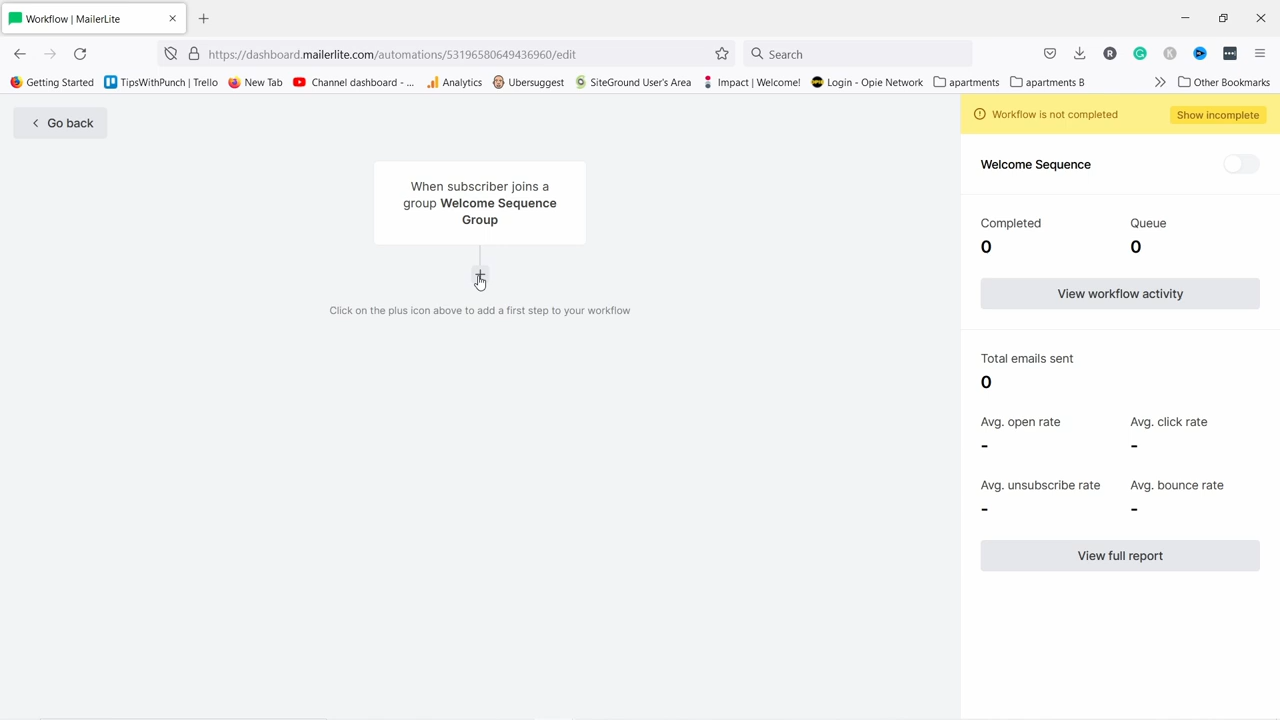 Workflow | MailerLite
https://dashboard.mailerlite.com/automations/53196580649436960/edit
Search
Getting Started
TipsWithPunch | Trello
New Tab
Channel dashboard - ...
Analytics
Ubersuggest
SiteGround User's Area
Impact | Welcome!
Login - Opie Network
apartments
apartments B
Other Bookmarks
Go back
Workflow is not completed
Show incomplete
When subscriber joins a
group Welcome Sequence
Group
Click on the plus icon above to add a first step to your workflow
Welcome Sequence
Completed
Queue
0
0
View workflow activity
Total emails sent
0
Avg. open rate
Avg. click rate
-
-
Avg. unsubscribe rate
Avg. bounce rate
-
-
View full report